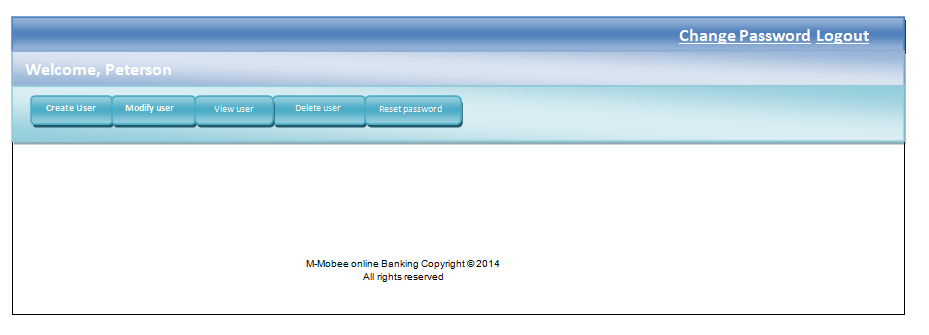 Change Password Logout
Welcome, Peterson
Create User Modify user View user Delete user Reset password
M-Mobee online Banking Copyright © 2014
All rights reserved